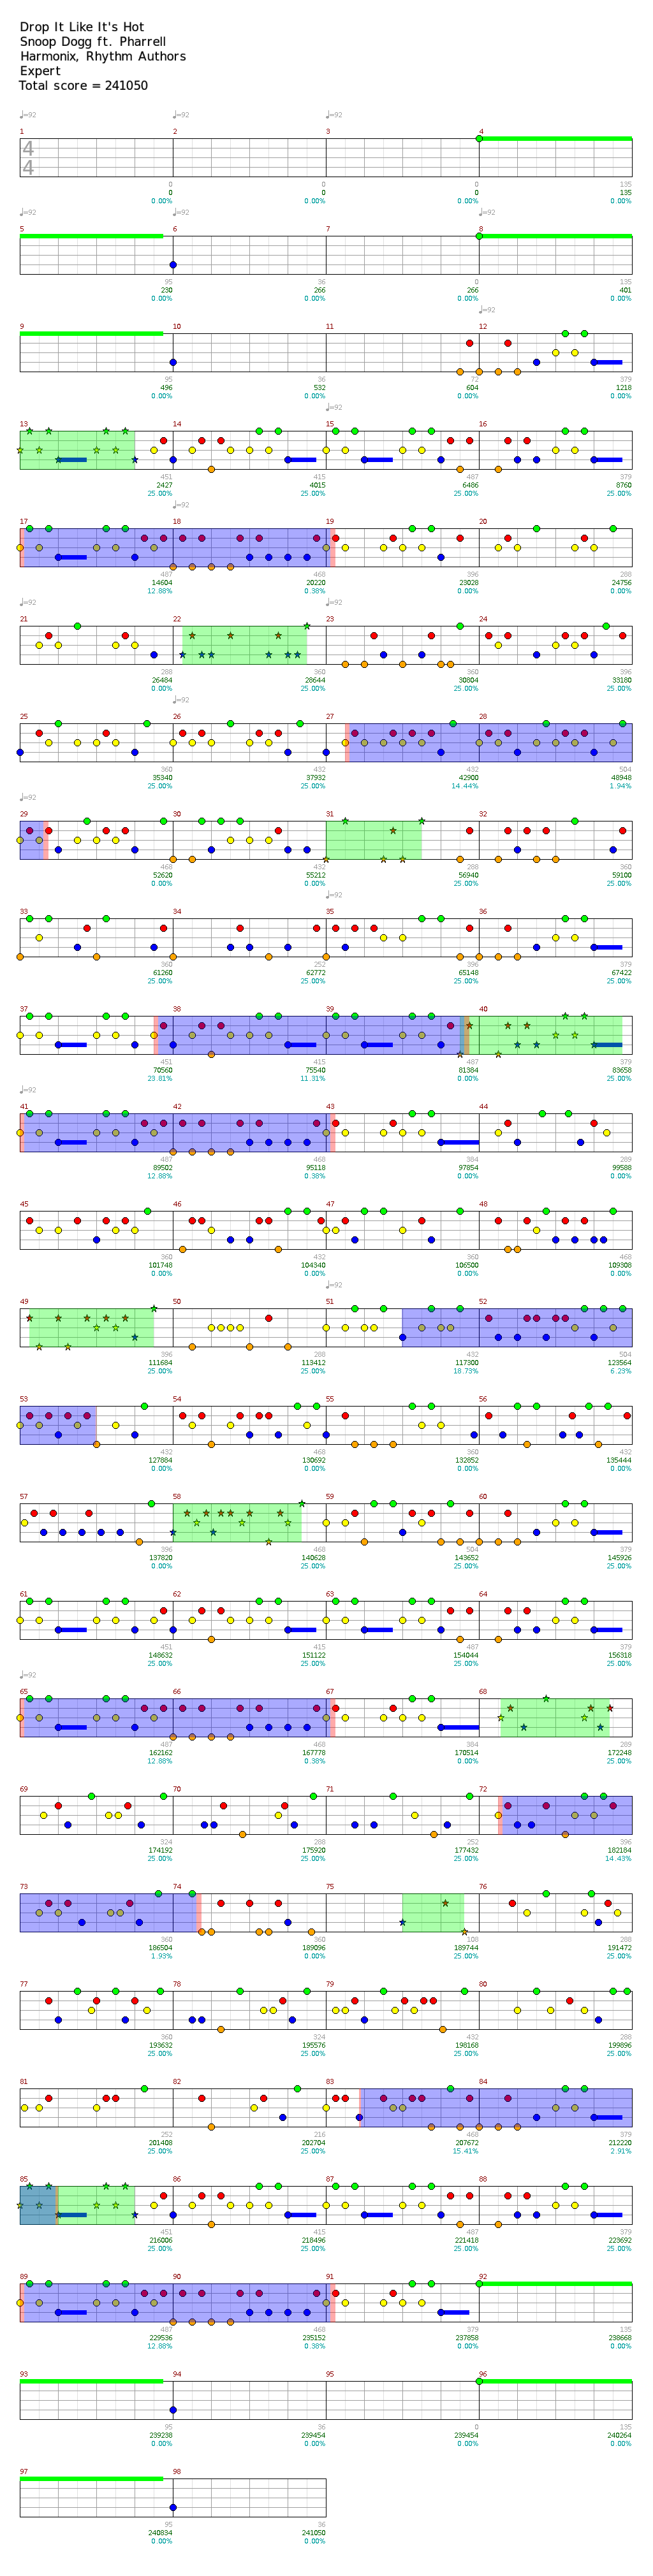 Drop It Like It's Hot
Snoop Dogg ft. Pharrell
Harmonix, Rhythm Authors
Expert
Total score = 241050
♩=92 ♩=92 ♩=92
1 2 3 4
4
4
0 0 0 135
0 0 0 135
0.00% 0.00% 0.00% 0.00%
♩=92 ♩=92 ♩=92
5 6 7 8
95 36 0 135
230 266 266 401
0.00% 0.00% 0.00% 0.00%
♩=92
9 10 11 12
95 36 72 379
496 532 604 1218
0.00% 0.00% 0.00% 0.00%
♩=92
13 14 15 16
451 415 487 379
2427 4015 6486 8760
25.00% 25.00% 25.00% 25.00%
♩=92
17 18 19 20
487 468 396 288
14604 20220 23028 24756
12.88% 0.38% 0.00% 0.00%
♩=92 ♩=92
21 22 23 24
288 360 360 396
26484 28644 30804 33180
0.00% 25.00% 25.00% 25.00%
♩=92
25 26 27 28
360 432 432 504
35340 37932 42900 48948
25.00% 25.00% 14.44% 1.94%
♩=92
29 30 31 32
468 432 288 360
52620 55212 56940 59100
0.00% 0.00% 25.00% 25.00%
♩=92
33 34 35 36
360 252 396 379
61260 62772 65148 67422
25.00% 25.00% 25.00% 25.00%
37 38 39 40
451 415 487 379
70560 75540 81384 83658
23.81% 11.31% 0.00% 25.00%
♩=92
41 42 43 44
487 468 384 289
89502 95118 97854 99588
12.88% 0.38% 0.00% 0.00%
45 46 47 48
360 432 360 468
101748 104340 106500 109308
0.00% 0.00% 0.00% 0.00%
♩=92
49 50 51 52
396 288 432 504
111684 113412 117300 123564
25.00% 25.00% 18.73% 6.23%
53 54 55 56
432 468 360 432
127884 130692 132852 135444
0.00% 0.00% 0.00% 0.00%
57 58 59 60
396 468 504 379
137820 140628 143652 145926
0.00% 25.00% 25.00% 25.00%
61 62 63 64
451 415 487 379
148632 151122 154044 156318
25.00% 25.00% 25.00% 25.00%
♩=92
65 66 67 68
487 468 384 289
162162 167778 170514 172248
12.88% 0.38% 0.00% 25.00%
69 70 71 72
324 288 252 396
174192 175920 177432 182184
25.00% 25.00% 25.00% 14.43%
73 74 75 76
360 360 108 288
186504 189096 189744 191472
1.93% 0.00% 25.00% 25.00%
77 78 79 80
360 324 432 288
193632 195576 198168 199896
25.00% 25.00% 25.00% 25.00%
81 82 83 84
252 216 468 379
201408 202704 207672 212220
25.00% 25.00% 15.41% 2.91%
85 86 87 88
451 415 487 379
216006 218496 221418 223692
25.00% 25.00% 25.00% 25.00%
89 90 91 92
487 468 379 135
229536 235152 237858 238668
12.88% 0.38% 0.00% 0.00%
93 94 95 96
95 36 0 135
239238 239454 239454 240264
0.00% 0.00% 0.00% 0.00%
97 98
95 36
240834 241050
0.00% 0.00%